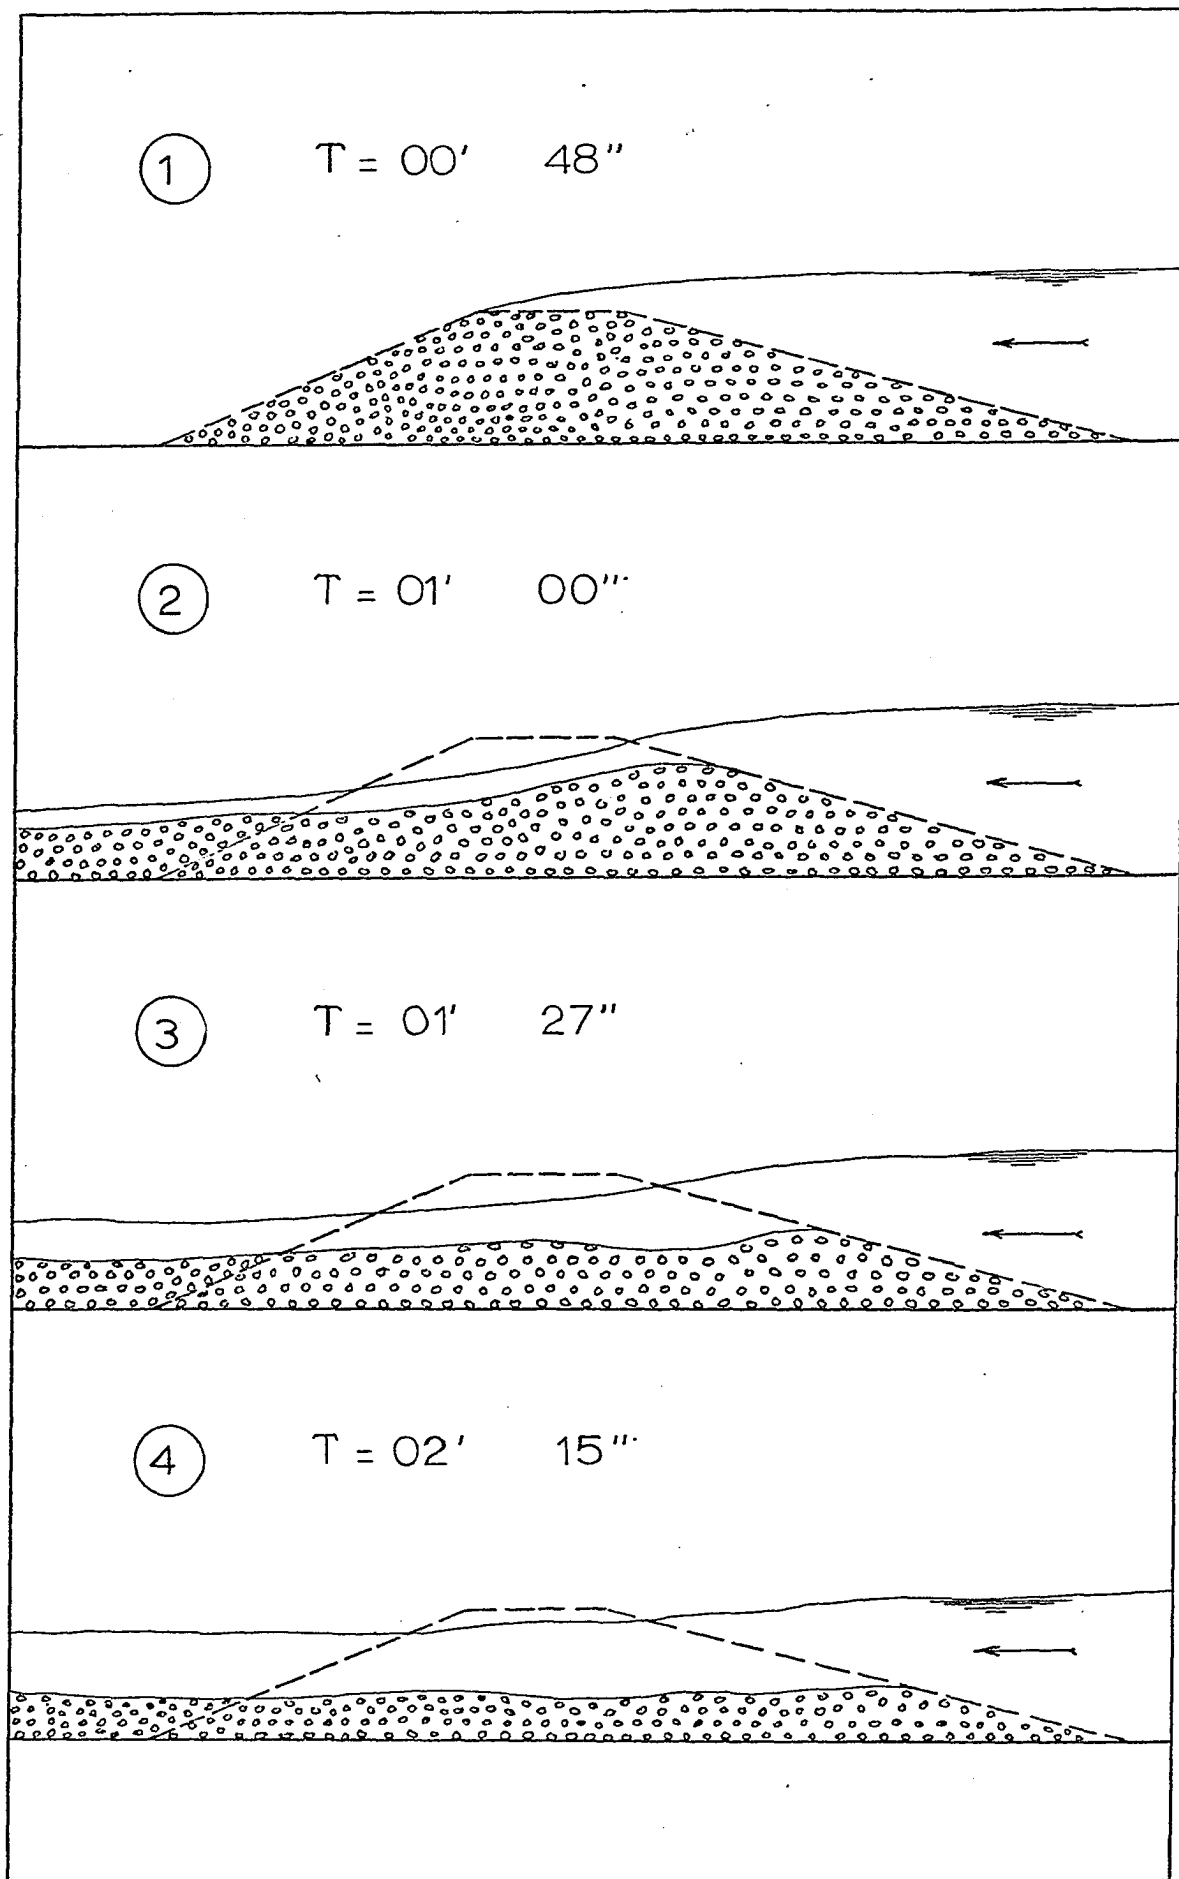 1 T = 00' 48"
2 T = 01' 00"
3 T = 01' 27"
4 T = 02' 15"